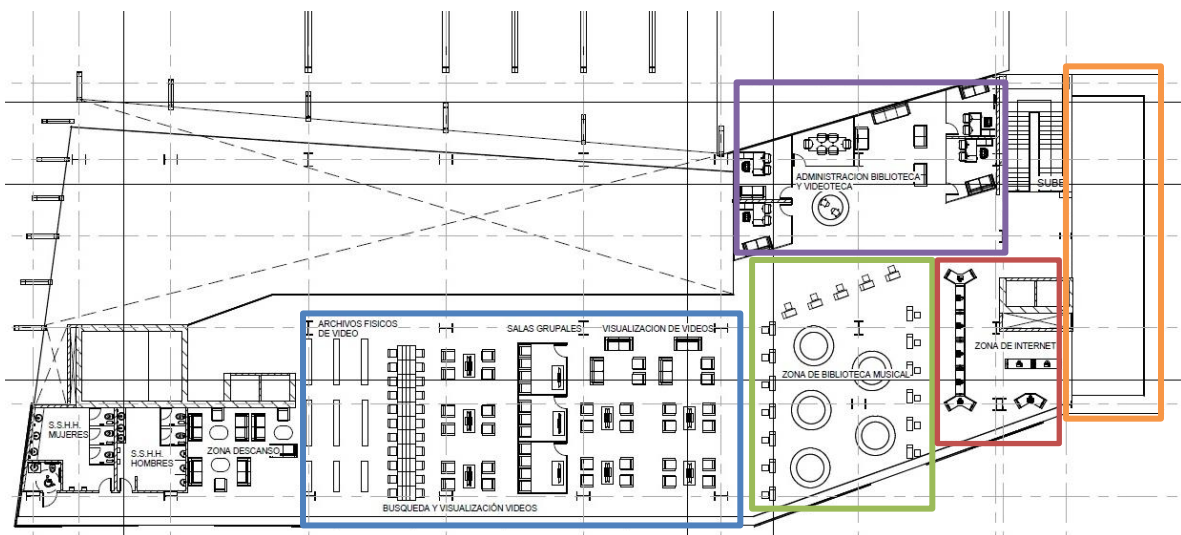 ADMINISTRACION BIBLIOTECA
Y VIDEOTECA
SUBE
ARCHIVOS FISICOS
DE VIDEO
SALAS GRUPALES
VISUALIZACION DE VIDEOS
ZONA DE INTERNET
ZONA DE BIBLIOTECA MUSICAL
S.S.H.H.
MUJERES
S.S.H.H.
HOMBRES
ZONA DESCANSO
BUSQUEDA Y VISUALIZACIÓN VIDEOS